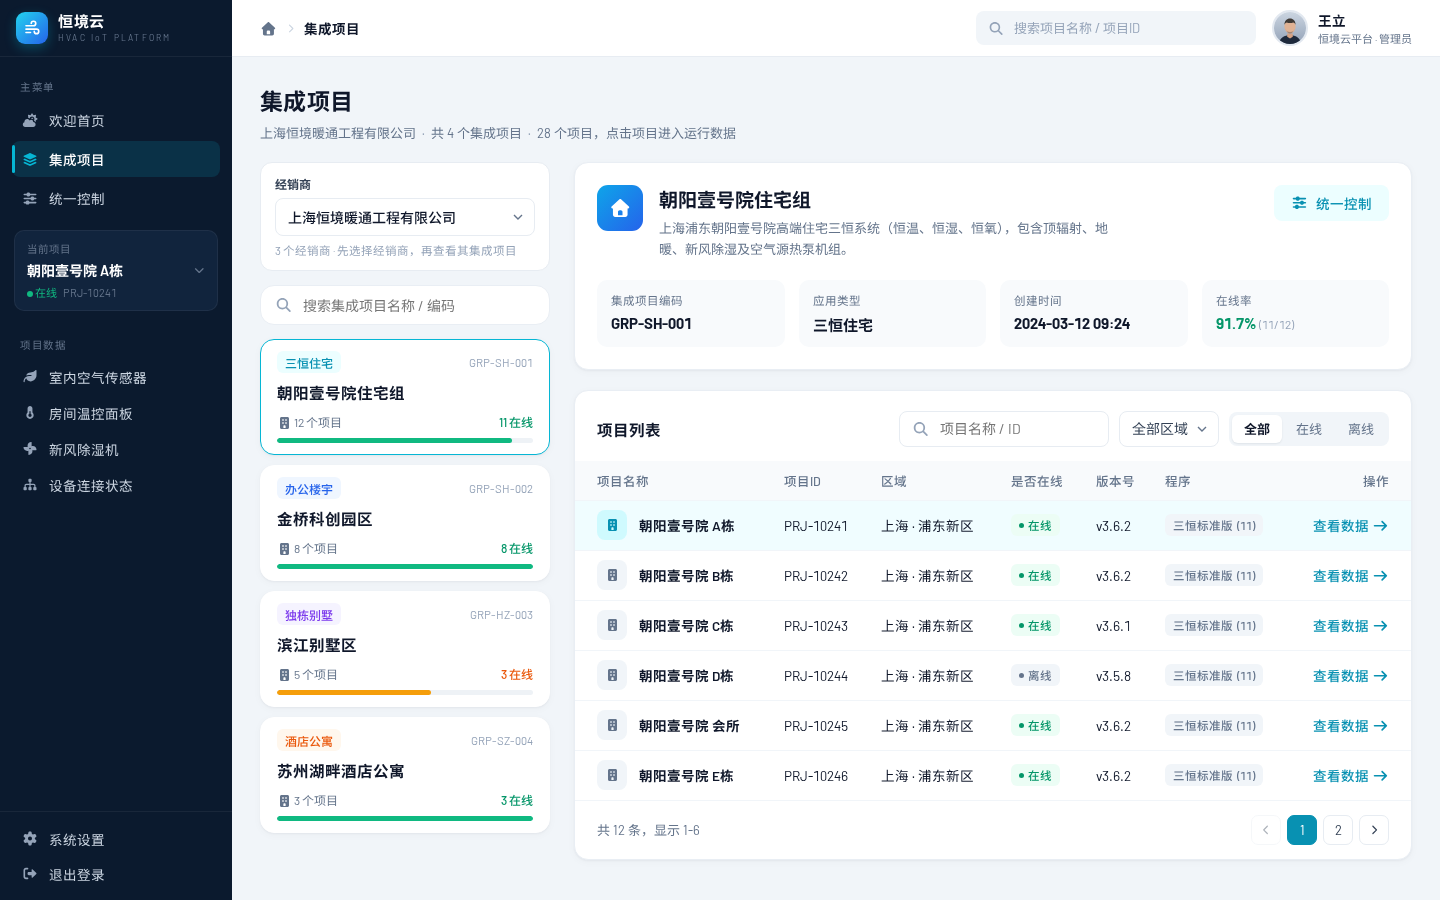 恒境云
HVAC IoT PLATFORM
主菜单
欢迎首页
集成项目
统一控制
当前项目
朝阳壹号院 A栋
在线 PRJ-10241
项目数据
室内空气传感器
房间温控面板
新风除湿机
设备连接状态
系统设置
退出登录
集成项目
搜索项目名称 / 项目ID
王立
恒境云平台 · 管理员
集成项目
上海恒境暖通工程有限公司 · 共 4 个集成项目 · 28 个项目，点击项目进入运行数据
经销商
上海恒境暖通工程有限公司
3 个经销商 · 先选择经销商，再查看其集成项目
搜索集成项目名称 / 编码
三恒住宅 GRP-SH-001
朝阳壹号院住宅组
12 个项目 11 在线
办公楼宇 GRP-SH-002
金桥科创园区
8 个项目 8 在线
独栋别墅 GRP-HZ-003
滨江别墅区
5 个项目 3 在线
酒店公寓 GRP-SZ-004
苏州湖畔酒店公寓
3 个项目 3 在线
朝阳壹号院住宅组
统一控制
上海浦东朝阳壹号院高端住宅三恒系统（恒温、恒湿、恒氧），包含顶辐射、地
暖、新风除湿及空气源热泵机组。
集成项目编码
GRP-SH-001
应用类型
三恒住宅
创建时间
2024-03-12 09:24
在线率
91.7% (11/12)
项目列表
项目名称 / ID
全部区域
全部 在线 离线
项目名称 项目ID 区域 是否在线 版本号 程序 操作
朝阳壹号院 A栋 PRJ-10241 上海 · 浦东新区 在线 v3.6.2 三恒标准版 (11) 查看数据
朝阳壹号院 B栋 PRJ-10242 上海 · 浦东新区 在线 v3.6.2 三恒标准版 (11) 查看数据
朝阳壹号院 C栋 PRJ-10243 上海 · 浦东新区 在线 v3.6.1 三恒标准版 (11) 查看数据
朝阳壹号院 D栋 PRJ-10244 上海 · 浦东新区 离线 v3.5.8 三恒标准版 (11) 查看数据
朝阳壹号院 会所 PRJ-10245 上海 · 浦东新区 在线 v3.6.2 三恒标准版 (11) 查看数据
朝阳壹号院 E栋 PRJ-10246 上海 · 浦东新区 在线 v3.6.2 三恒标准版 (11) 查看数据
共 12 条，显示 1-6
1 2